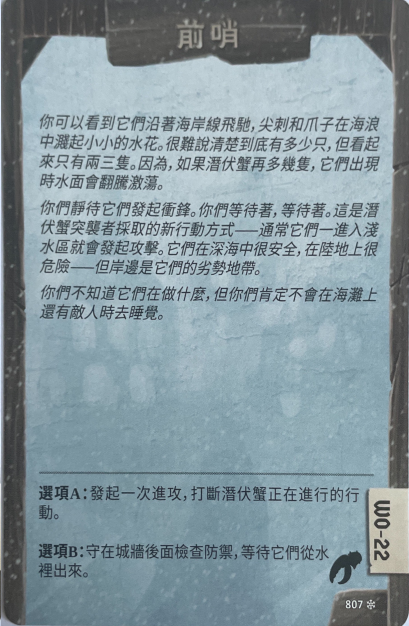 前哨
你可以看到它們沿著海岸線飛馳，尖刺和爪子在海浪
中濺起小小的水花。很難說清楚到底有多少只，但看起
來只有兩三隻。因為，如果潛伏蟹再多幾隻，它們出現
時水面會翻騰激蕩。
你們靜待它們發起衝鋒。你們等待著，等待著。這是潛
伏蟹突襲者採取的新行動方式——通常它們一進入淺
水區就會發起攻擊。它們在深海中很安全，在陸地上很
危險——但岸邊是它們的劣勢地帶。
你們不知道它們在做什麼，但你們肯定不會在海灘上
還有敵人時去睡覺。
選項A：發起一次進攻，打斷潛伏蟹正在進行的行
動。
選項B：守在城牆後面檢查防禦，等待它們從水
裡出來。
WO-22
807